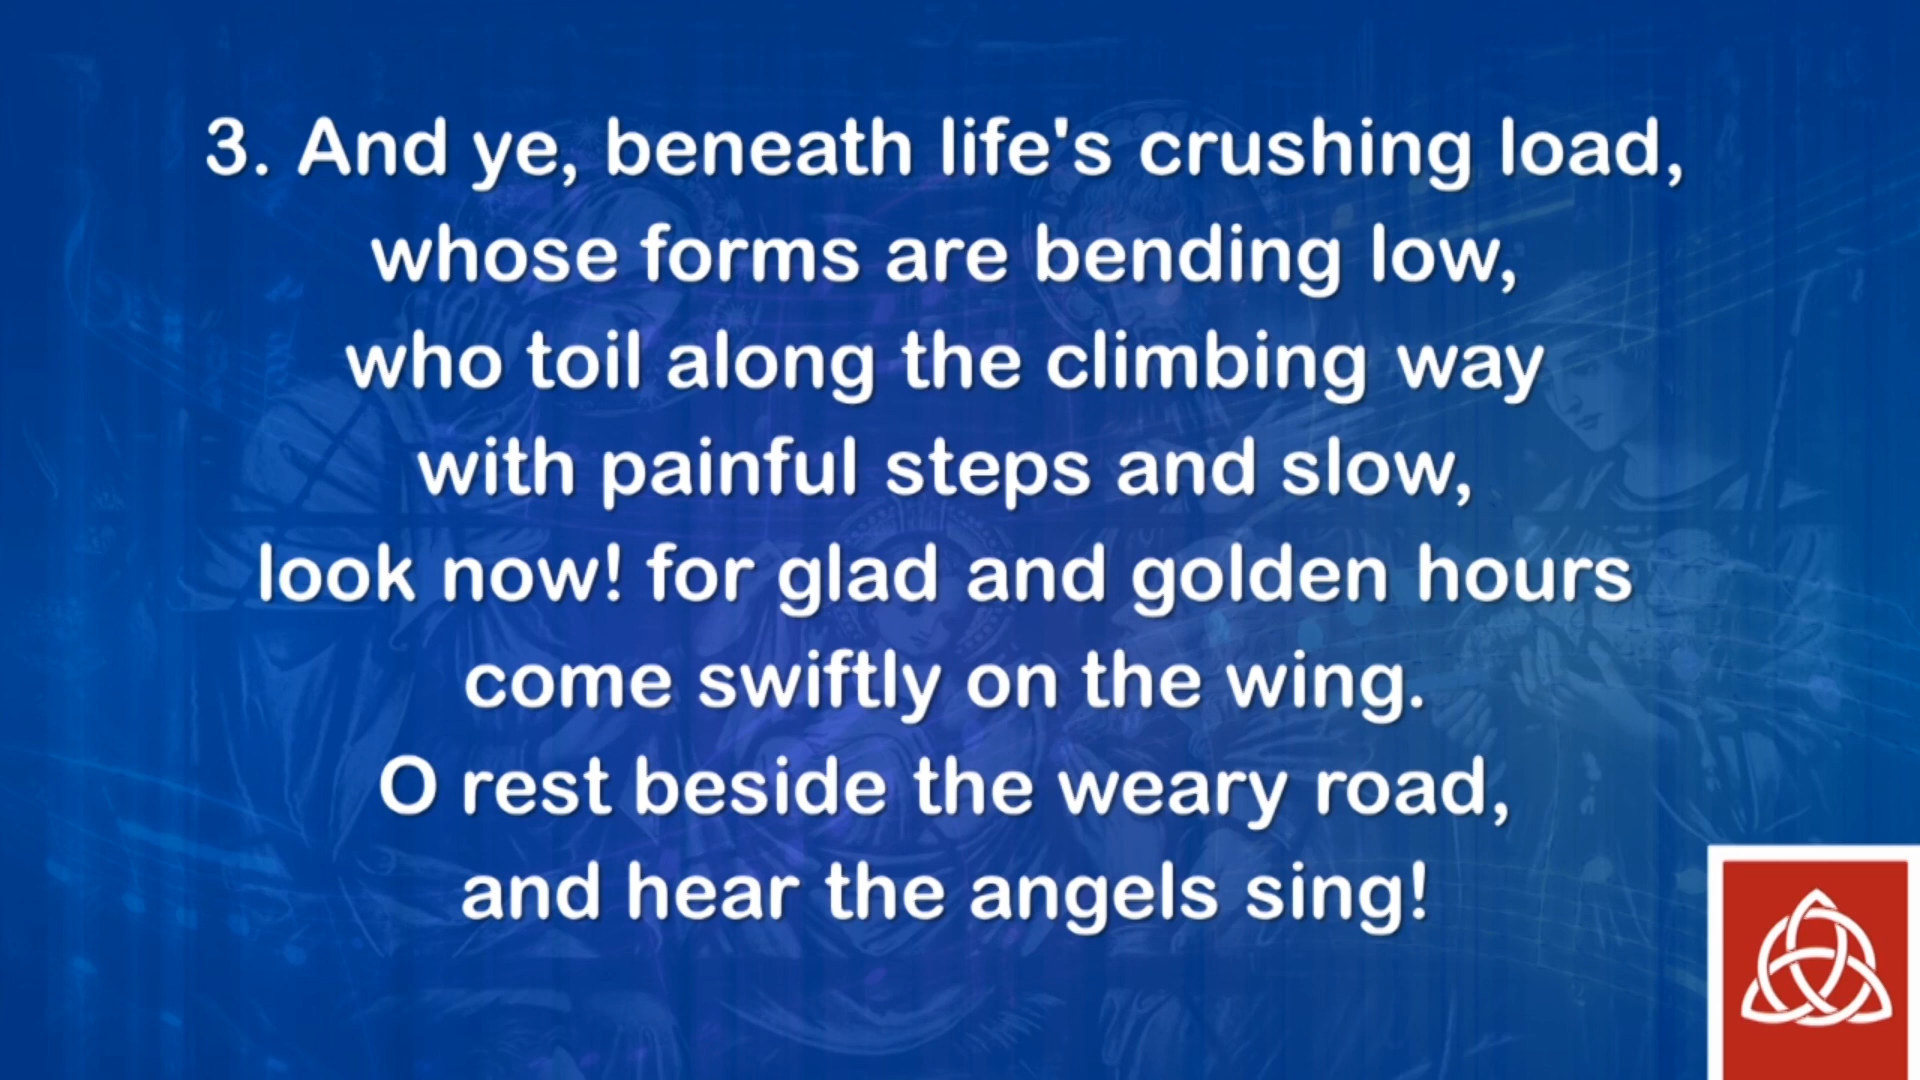 3. And ye, beneath life's crushing load,
whose forms are bending low,
who toil along the climbing way
with painful steps and slow,
look now! for glad and golden hours
come swiftly on the wing.
O rest beside the weary road,
and hear the angels sing!